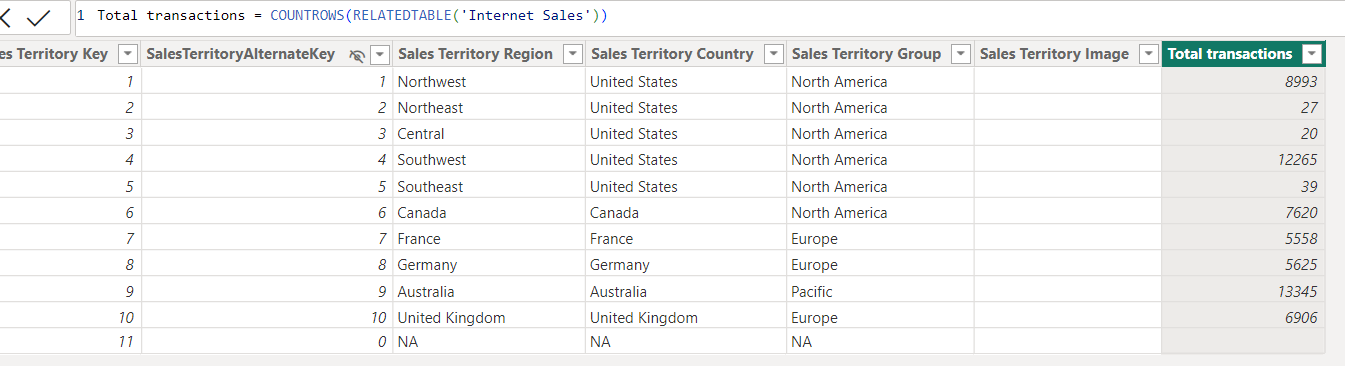 1 Total transactions = COUNTROWS(RELATEDTABLE('Internet Sales'))
es Territory Key SalesTerritoryAlternateKey Sales Territory Region Sales Territory Country Sales Territory Group Sales Territory Image Total transactions
1 1 Northwest United States North America 8993
2 2 Northeast United States North America 27
3 3 Central United States North America 20
4 4 Southwest United States North America 12265
5 5 Southeast United States North America 39
6 6 Canada Canada North America 7620
7 7 France France Europe 5558
8 8 Germany Germany Europe 5625
9 9 Australia Australia Pacific 13345
10 10 United Kingdom United Kingdom Europe 6906
11 0 NA NA NA